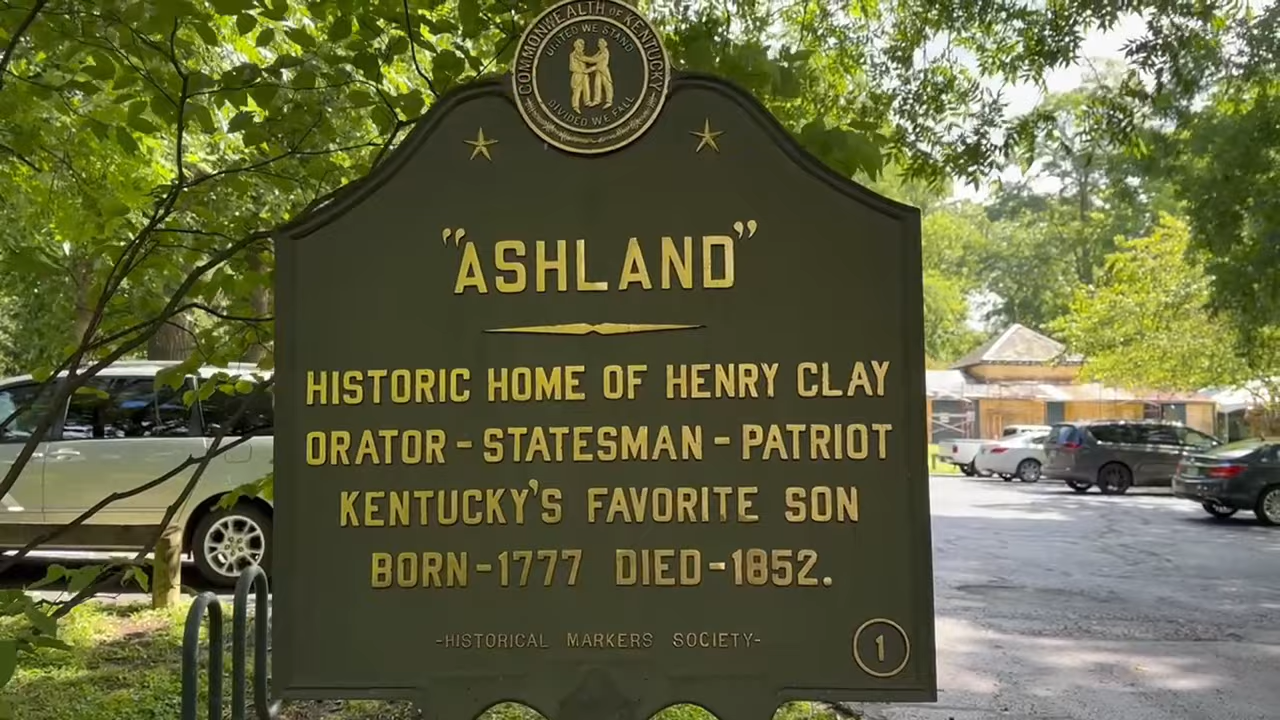 COMMONWEALTH OF KENTUCKY
UNITED WE STAND
DIVIDED WE FALL
"ASHLAND"
HISTORIC HOME OF HENRY CLAY
ORATOR - STATESMAN - PATRIOT
KENTUCKY'S FAVORITE SON
BORN - 1777 DIED - 1852.
-HISTORICAL MARKERS SOCIETY-
1